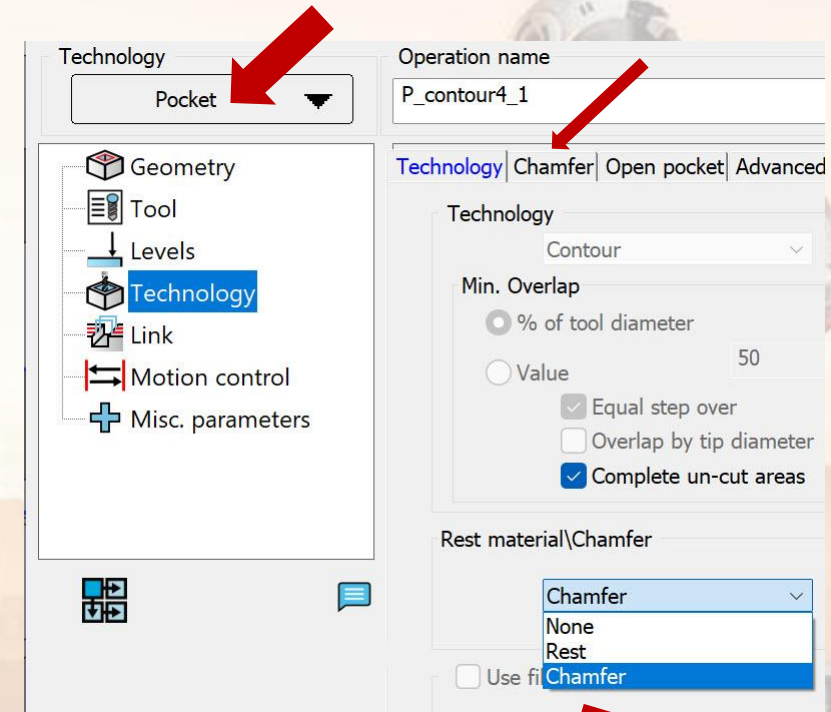 Technology
Pocket
Operation name
P_contour4_1
Geometry
Tool
Levels
Technology
Link
Motion control
Misc. parameters
Technology Chamfer Open pocket Advanced
Technology
Contour
Min. Overlap
% of tool diameter
Value
50
Equal step over
Overlap by tip diameter
Complete un-cut areas
Rest material\Chamfer
Chamfer
None
Rest
Chamfer
Use fi